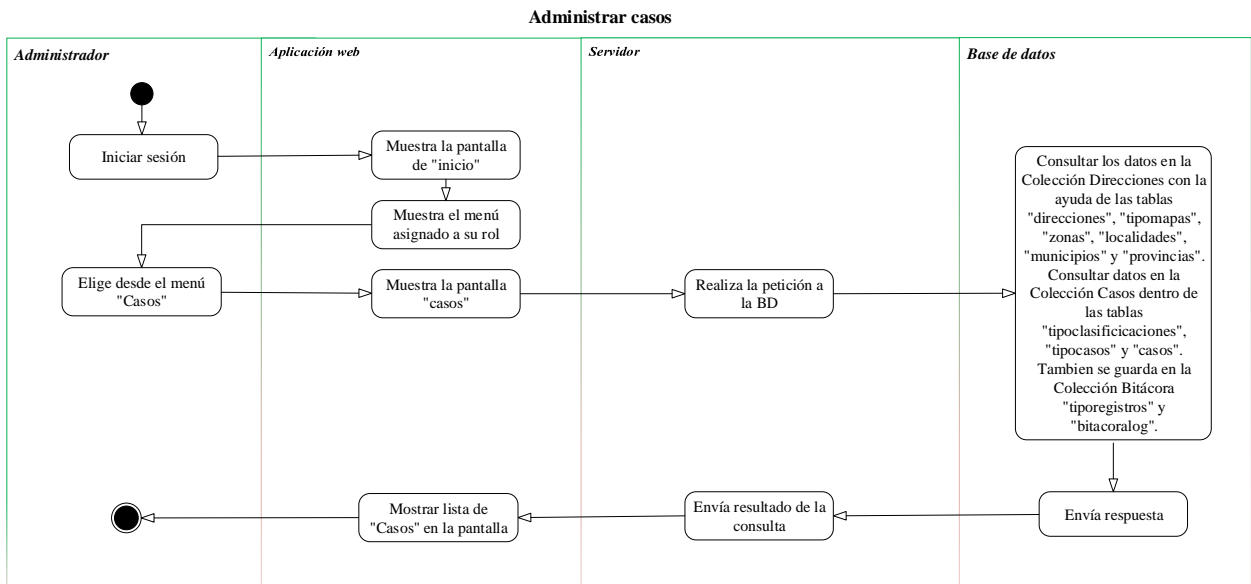 Administrar casos
Administrador
Aplicación web
Servidor
Base de datos
Iniciar sesión
Muestra la pantalla
de "inicio"
Muestra el menú
asignado a su rol
Elige desde el menú
"Casos"
Muestra la pantalla
"casos"
Realiza la petición a
la BD
Consultar los datos en la
Colección Direcciones con la
ayuda de las tablas
"direcciones", "tipomapas",
"zonas", "localidades",
"municipios" y "provincias".
Consultar datos en la
Colección Casos dentro de
las tablas
"tipoclasificicaciones",
"tipocasos" y "casos".
Tambien se guarda en la
Colección Bitácora
"tiporegistros" y
"bitacoralog".
Envía respuesta
Envía resultado de la
consulta
Mostrar lista de
"Casos" en la pantalla